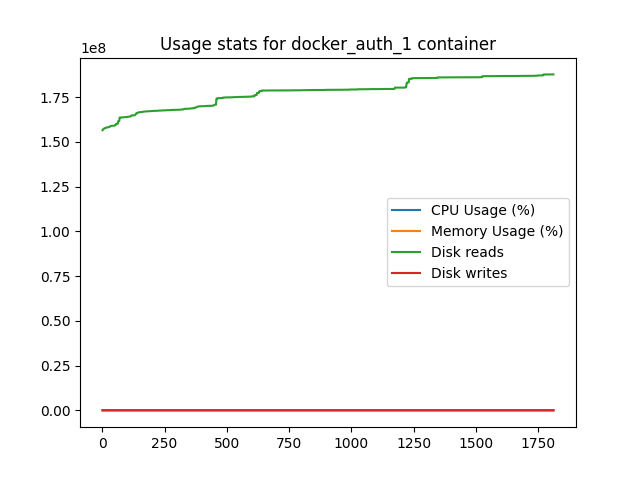 Usage stats for docker_auth_1 container
1e8
1.75
1.50
1.25
1.00
0.75
0.50
0.25
0.00
CPU Usage (%)
Memory Usage (%)
Disk reads
Disk writes
0 250 500 750 1000 1250 1500 1750